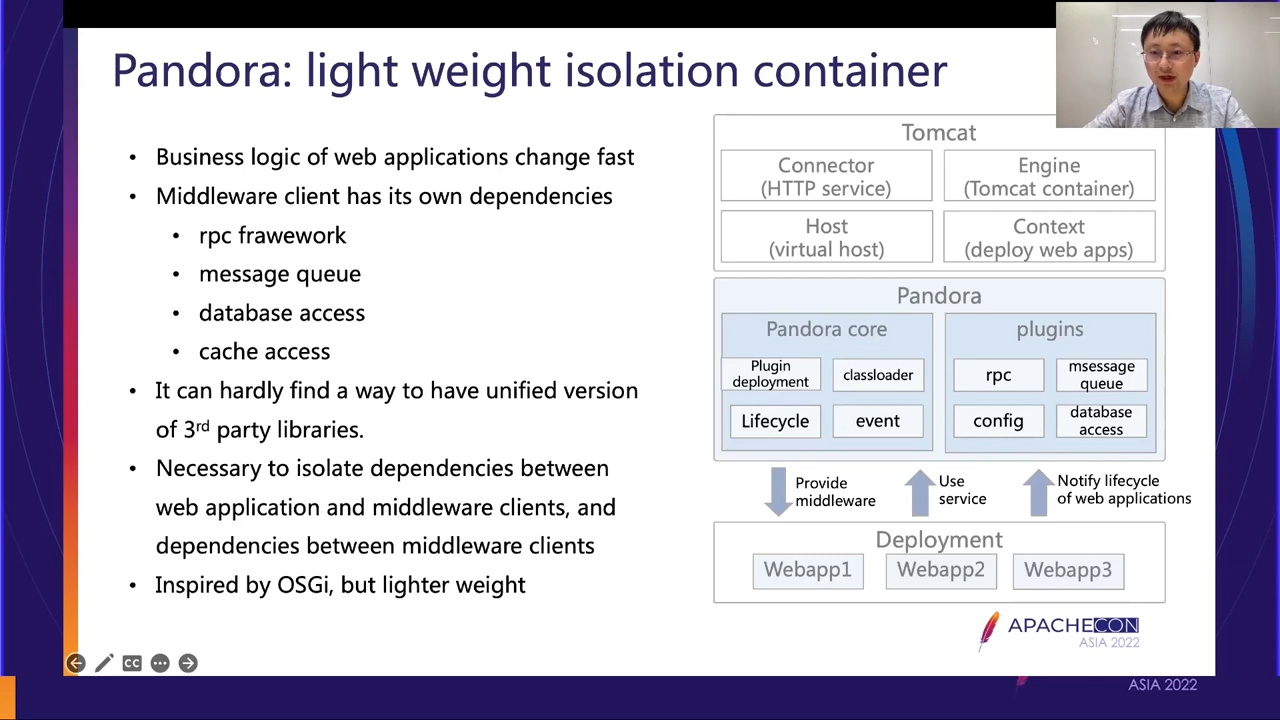 Pandora: light weight isolation container
• Business logic of web applications change fast
• Middleware client has its own dependencies
• rpc frawework
• message queue
• database access
• cache access
• It can hardly find a way to have unified version
of 3rd party libraries.
• Necessary to isolate dependencies between
web application and middleware clients, and
dependencies between middleware clients
• Inspired by OSGi, but lighter weight
Tomcat
Connector
(HTTP service)
Engine
(Tomcat container)
Host
(virtual host)
Context
(deploy web apps)
Pandora
Pandora core
Plugin
deployment
classloader
Lifecycle
event
plugins
rpc
msessage
queue
config
database
access
Provide
middleware
Use
service
Notify lifecycle
of web applications
Deployment
Webapp1
Webapp2
Webapp3
APACHECON
ASIA 2022
CC
ASIA 2022